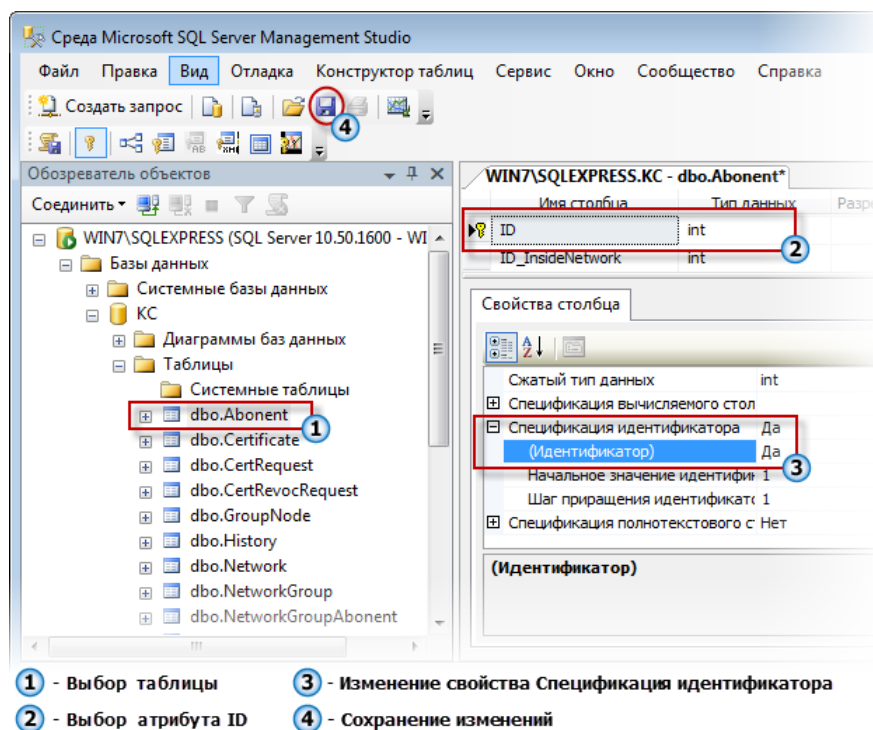 Среда Microsoft SQL Server Management Studio
Файл Правка Вид Отладка Конструктор таблиц Сервис Окно Сообщество Справка
Создать запрос
4
Обозреватель объектов
Соединить
WIN7\SQLEXPRESS (SQL Server 10.50.1600 - WI
Базы данных
Системные базы данных
КС
Диаграммы баз данных
Таблицы
Системные таблицы
dbo.Abonent
1
dbo.Certificate
dbo.CertRequest
dbo.CertRevocRequest
dbo.GroupNode
dbo.History
dbo.Network
dbo.NetworkGroup
dbo.NetworkGroupAbonent
WIN7\SQLEXPRESS.KC - dbo.Abonent*
Имя столбца Тип данных Разре
ID int
2
ID_InsideNetwork int
Свойства столбца
Сжатый тип данных int
Спецификация вычисляемого стол
Спецификация идентификатора Да
(Идентификатор) Да
3
Начальное значение идентифик 1
Шаг приращения идентификатс 1
Спецификация полнотекстового с Нет
(Идентификатор)
1 - Выбор таблицы
3 - Изменение свойства Спецификация идентификатора
2 - Выбор атрибута ID
4 - Сохранение изменений